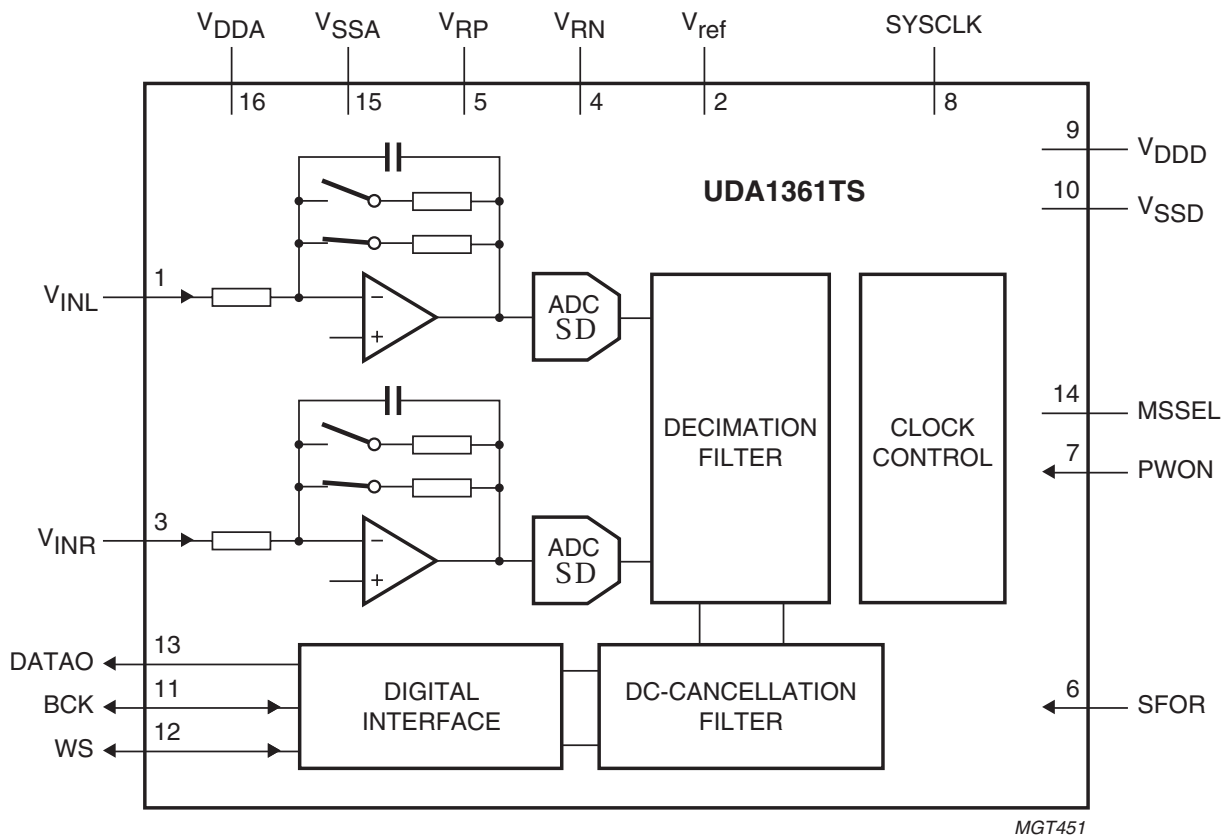 VDDA VSSA VRP VRN Vref SYSCLK
16 15 5 4 2 8
9 VDDD
UDA1361TS
10 VSSD
VINL 1
−
+
ADC
SD
14 MSSEL
DECIMATION
FILTER
CLOCK
CONTROL
7 PWON
VINR 3
−
+
ADC
SD
DATAO 13
BCK 11
WS 12
DIGITAL
INTERFACE
DC-CANCELLATION
FILTER
6 SFOR
MGT451